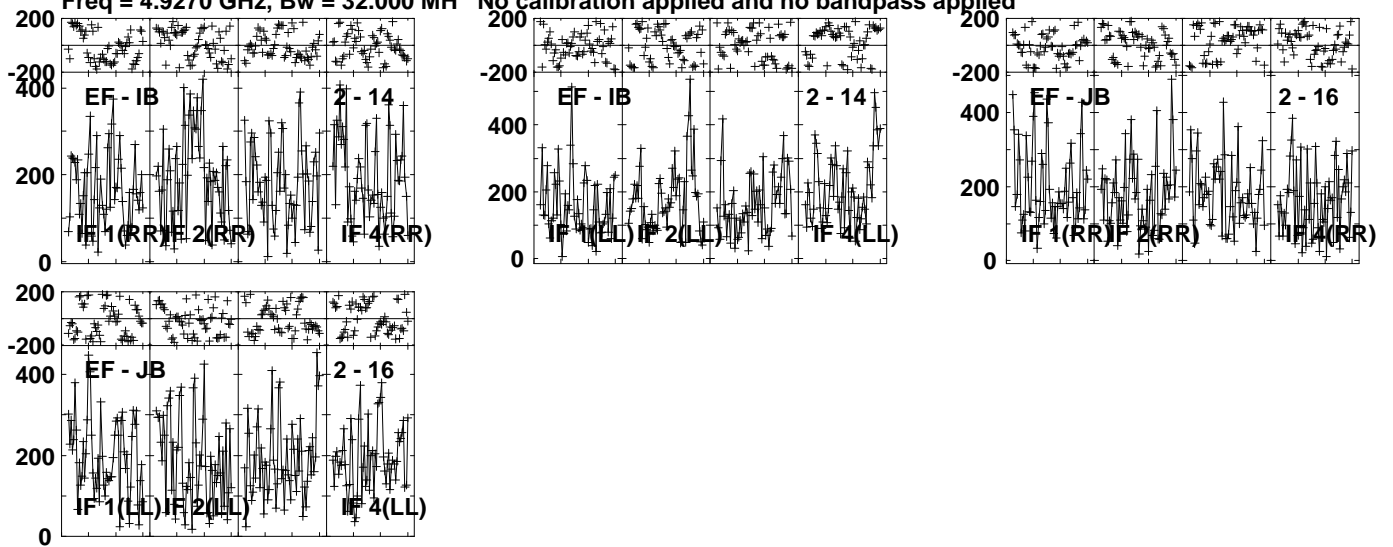 Freq = 4.9270 GHz, Bw = 32.000 MH No calibration applied and no bandpass applied
200
-200
400
200
0
EF - IB
2 - 14
IF 1(RR)
IF 2(RR)
IF 4(RR)
200
-200
400
200
0
EF - IB
2 - 14
IF 1(LL)
IF 2(LL)
IF 4(LL)
200
-200
400
200
0
EF - JB
2 - 16
IF 1(RR)
IF 2(RR)
IF 4(RR)
200
-200
400
200
0
EF - JB
2 - 16
IF 1(LL)
IF 2(LL)
IF 4(LL)